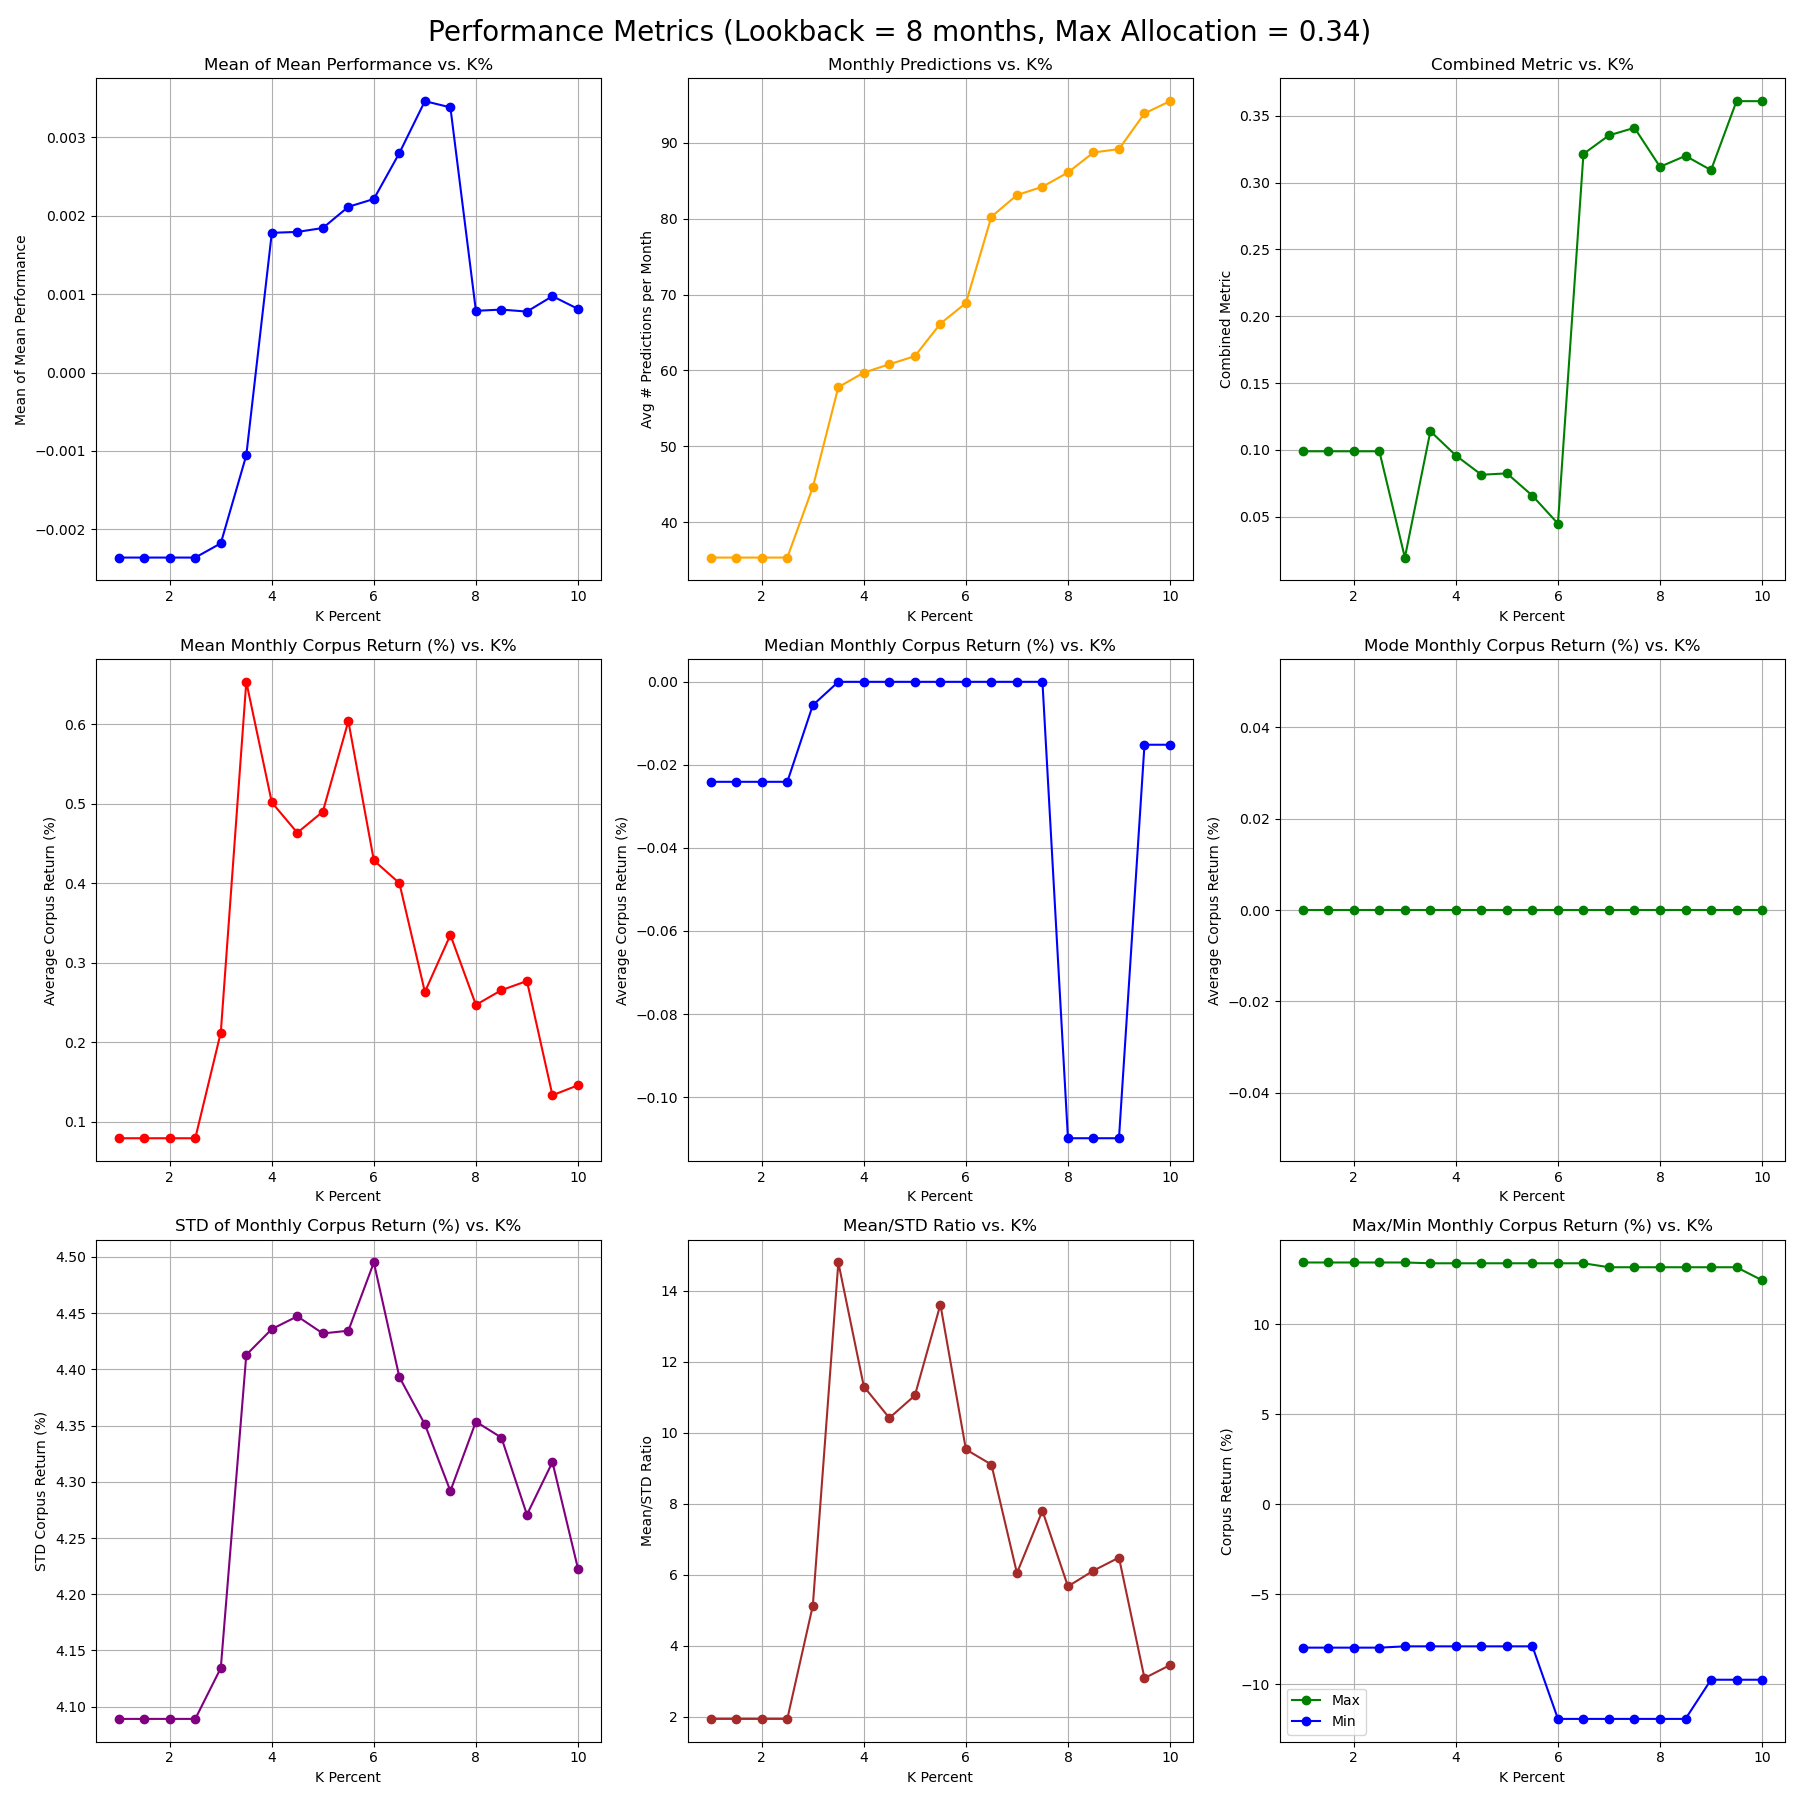 Performance Metrics (Lookback = 8 months, Max Allocation = 0.34)
Mean of Mean Performance vs. K%
Mean of Mean Performance
0.003
0.002
0.001
0.000
−0.001
−0.002
2 4 6 8 10
K Percent
Monthly Predictions vs. K%
Avg # Predictions per Month
90
80
70
60
50
40
2 4 6 8 10
K Percent
Combined Metric vs. K%
Combined Metric
0.35
0.30
0.25
0.20
0.15
0.10
0.05
2 4 6 8 10
K Percent
Mean Monthly Corpus Return (%) vs. K%
Average Corpus Return (%)
0.6
0.5
0.4
0.3
0.2
0.1
2 4 6 8 10
K Percent
Median Monthly Corpus Return (%) vs. K%
Average Corpus Return (%)
0.00
−0.02
−0.04
−0.06
−0.08
−0.10
2 4 6 8 10
K Percent
Mode Monthly Corpus Return (%) vs. K%
Average Corpus Return (%)
0.04
0.02
0.00
−0.02
−0.04
2 4 6 8 10
K Percent
STD of Monthly Corpus Return (%) vs. K%
STD Corpus Return (%)
4.50
4.45
4.40
4.35
4.30
4.25
4.20
4.15
4.10
2 4 6 8 10
K Percent
Mean/STD Ratio vs. K%
Mean/STD Ratio
14
12
10
8
6
4
2
2 4 6 8 10
K Percent
Max/Min Monthly Corpus Return (%) vs. K%
Corpus Return (%)
10
5
0
−5
−10
Max
Min
2 4 6 8 10
K Percent